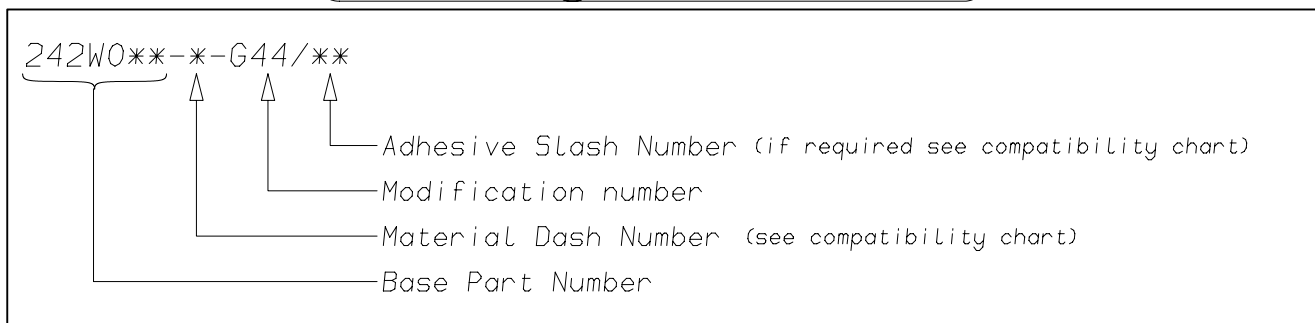 242W0**-*-G44/**
Adhesive Slash Number (if required see compatibility chart)
Modification number
Material Dash Number (see compatibility chart)
Base Part Number